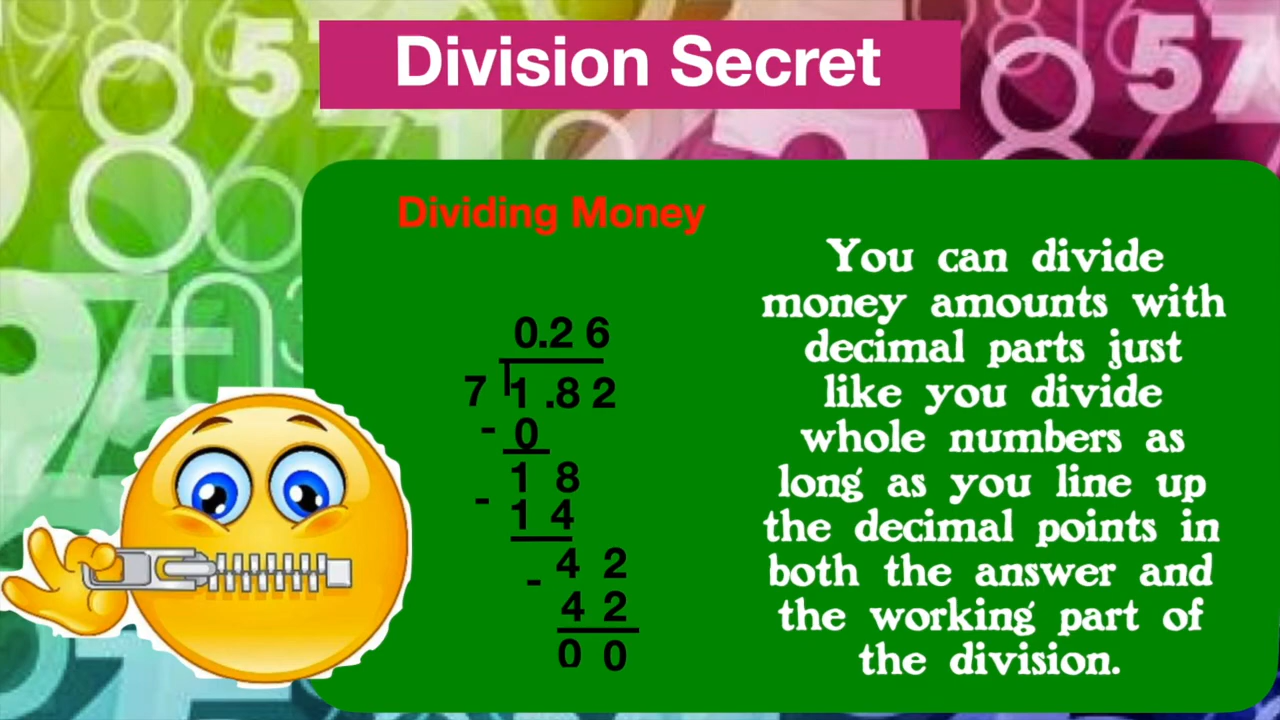 Division Secret
Dividing Money
0.2 6
7 1 .8 2
- 0
1 8
- 1 4
4 2
- 4 2
0 0
You can divide
money amounts with
decimal parts just
like you divide
whole numbers as
long as you line up
the decimal points in
both the answer and
the working part of
the division.